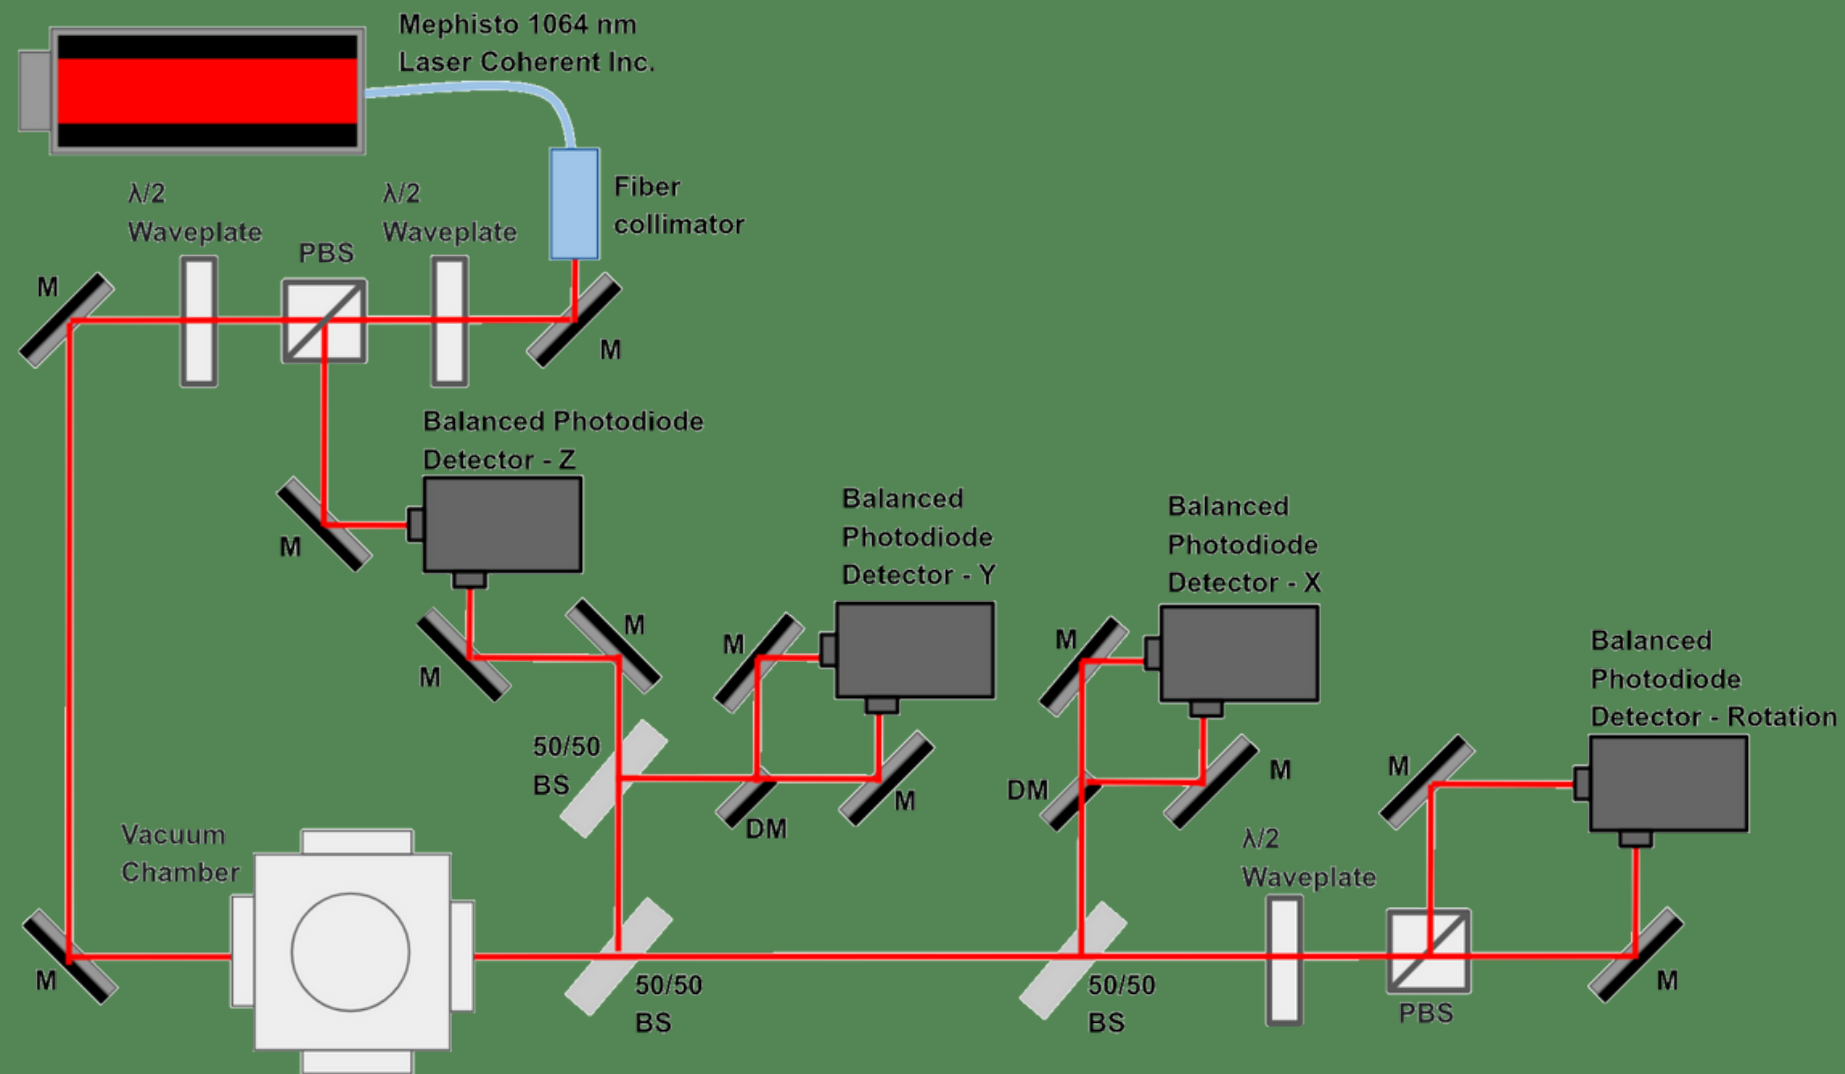 Mephisto 1064 nm
Laser Coherent Inc.
λ/2
Waveplate
λ/2
Waveplate
Fiber
collimator
PBS
M
M
Balanced Photodiode
Detector - Z
M
Balanced
Photodiode
Detector - Y
Balanced
Photodiode
Detector - X
M
M
M
M
Balanced
Photodiode
Detector - Rotation
50/50
BS
DM
M
DM
M
M
Vacuum
Chamber
λ/2
Waveplate
M
50/50
BS
50/50
BS
PBS
M